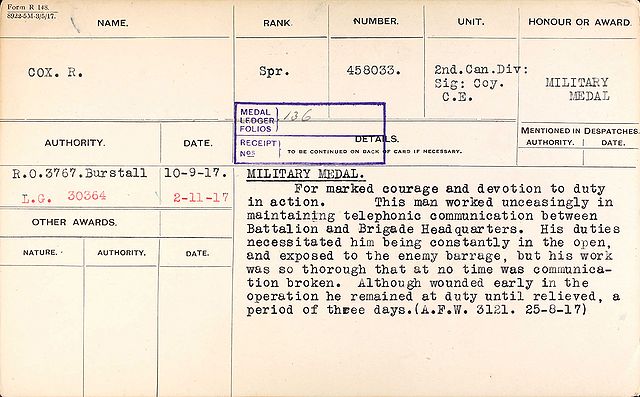 Form R 148.
8922-5M-3/5/17.
NAME.
RANK.
NUMBER.
UNIT.
HONOUR OR AWARD.
COX. R.
Spr.
458033.
2nd.Can.Div:
Sig: Coy.
C.E.
MILITARY
MEDAL
MEDAL
LEDGER
FOLIOS
136
RECEIPT
Nos
DETAILS.
TO BE CONTINUED ON BACK OF CARD IF NECESSARY.
MENTIONED IN DESPATCHES
AUTHORITY.
DATE.
AUTHORITY.
DATE.
R.O.3767.Burstall
10-9-17.
L.G. 30364
2-11-17
OTHER AWARDS.
NATURE.
AUTHORITY.
DATE.
MILITARY MEDAL.
For marked courage and devotion to duty
in action. This man worked unceasingly in
maintaining telephonic communication between
Battalion and Brigade Headquarters. His duties
necessitated him being constantly in the open,
and exposed to the enemy barrage, but his work
was so thorough that at no time was communica-
tion broken. Although wounded early in the
operation he remained at duty until relieved, a
period of three days.(A.F.W. 3121. 25-8-17)